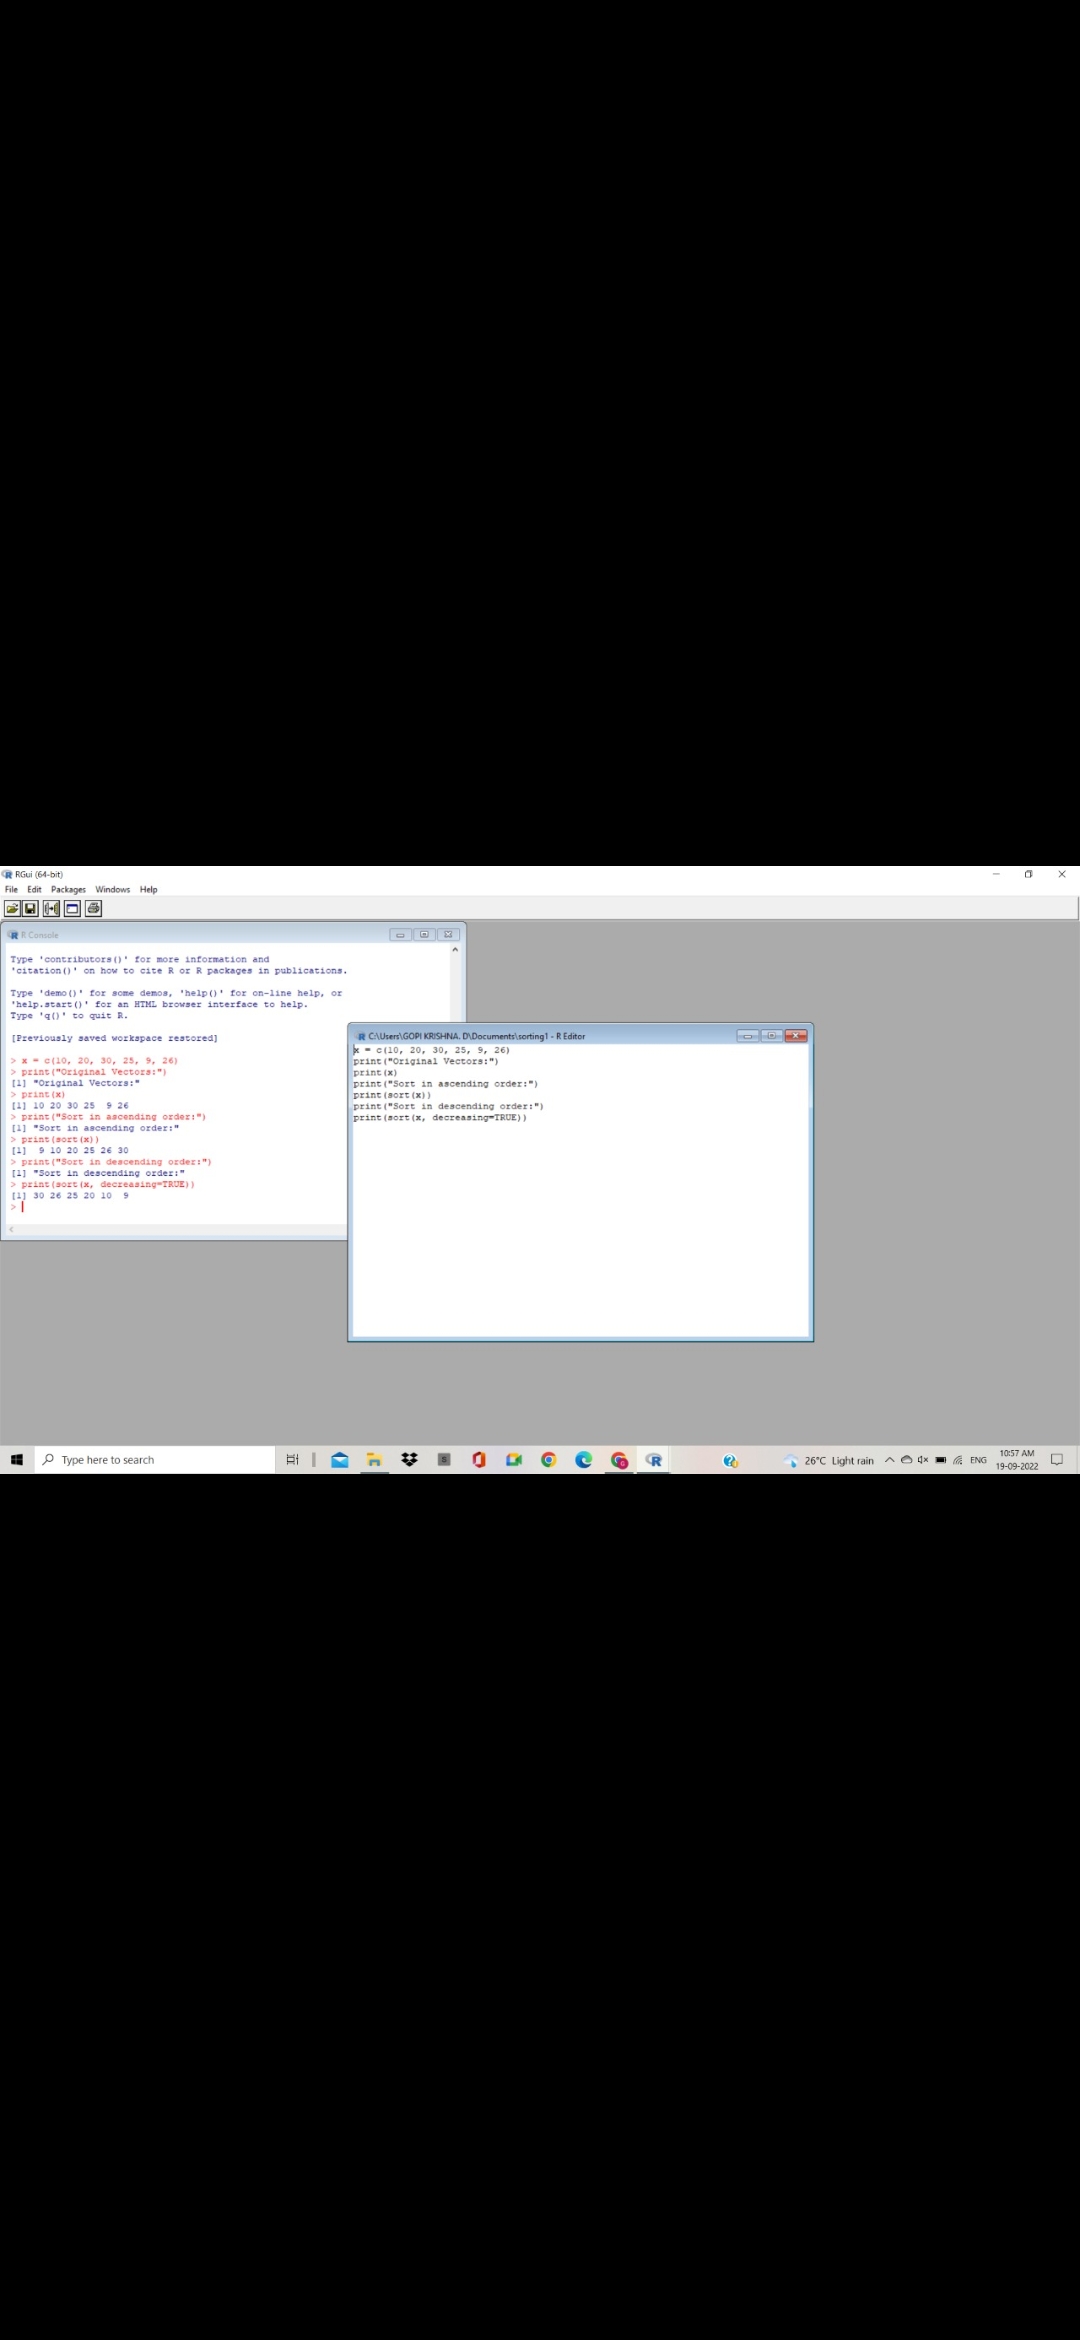 RGui (64-bit)
File Edit Packages Windows Help
R Console
Type 'contributors()' for more information and
'citation()' on how to cite R or R packages in publications.
Type 'demo()' for some demos, 'help()' for on-line help, or
'help.start()' for an HTML browser interface to help.
Type 'q()' to quit R.
[Previously saved workspace restored]
> x = c(10, 20, 30, 25, 9, 26)
> print("Original Vectors:")
[1] "Original Vectors:"
> print(x)
[1] 10 20 30 25  9 26
> print("Sort in ascending order:")
[1] "Sort in ascending order:"
> print(sort(x))
[1]  9 10 20 25 26 30
> print("Sort in descending order:")
[1] "Sort in descending order:"
> print(sort(x, decreasing=TRUE))
[1] 30 26 25 20 10  9
>
C:\Users\GOPI KRISHNA. D\Documents\sorting1 - R Editor
x = c(10, 20, 30, 25, 9, 26)
print("Original Vectors:")
print(x)
print("Sort in ascending order:")
print(sort(x))
print("Sort in descending order:")
print(sort(x, decreasing=TRUE))
Type here to search
26°C Light rain
ENG
10:57 AM
19-09-2022